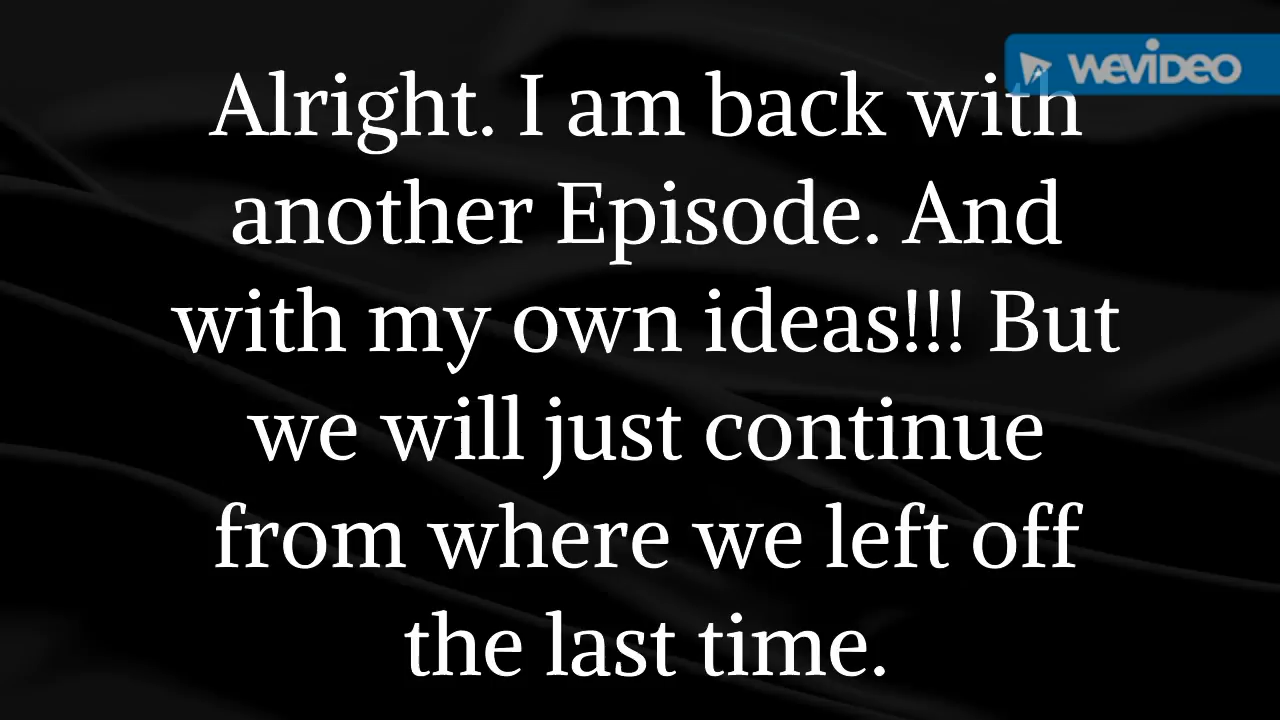 WEVIDEO
Alright. I am back with
another Episode. And
with my own ideas!!! But
we will just continue
from where we left off
the last time.